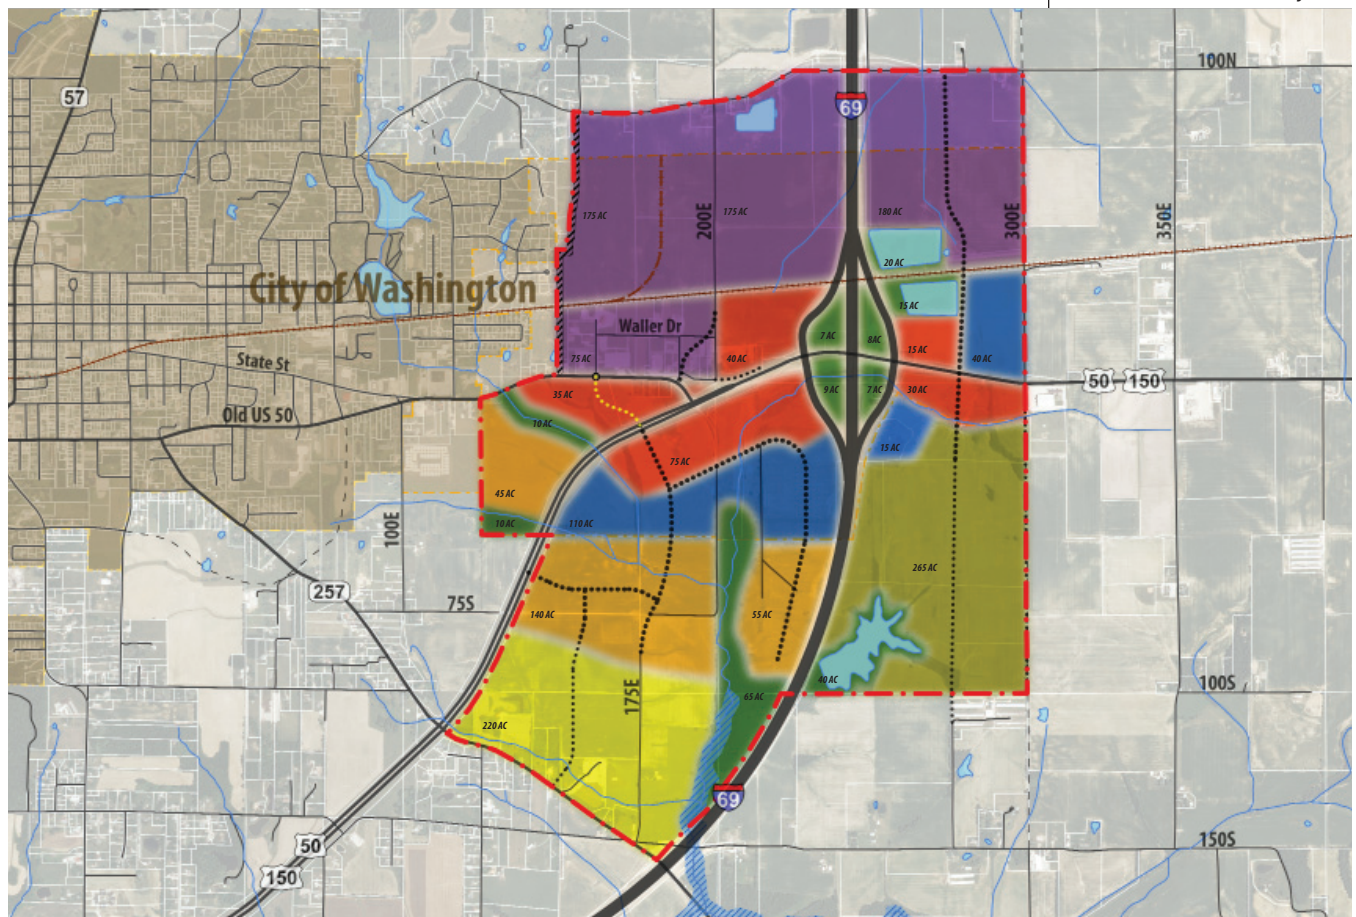 100N
57
69
175 AC
175 AC
180 AC
200E
300E
350E
20 AC
City of Washington
15 AC
Waller Dr
7 AC
8AC
15 AC
State St
75 AC
40 AC
40 AC
50 150
9 AC
7 AC
30 AC
35 AC
Old US 50
10 AC
15 AC
75 AC
45 AC
10 AC
110 AC
100E
265 AC
257
75S
140 AC
55 AC
40 AC
100S
175E
65 AC
220 AC
69
150S
50
150